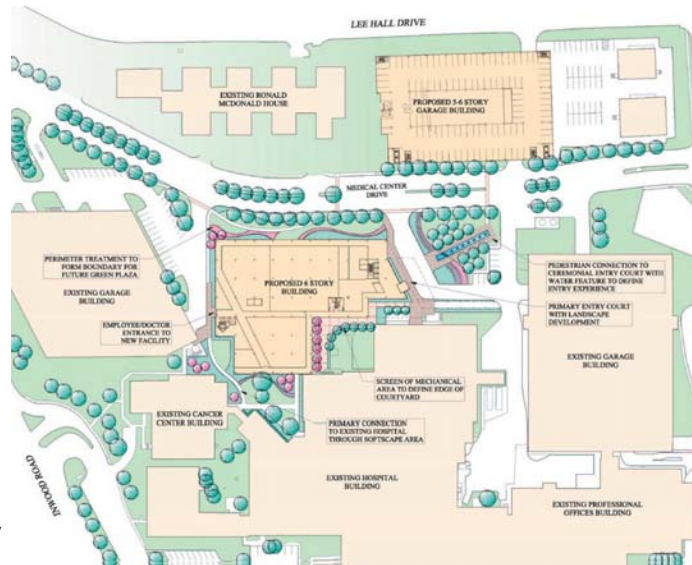 LEE HALL DRIVE
EXISTING RONALD
MCDONALD HOUSE
PROPOSED 5-6 STORY
GARAGE BUILDING
MEDICAL CENTER
DRIVE
PERIMETER TREATMENT TO
FORM BOUNDARY FOR
FUTURE GREEN PLAZA
EXISTING GARAGE
BUILDING
PROPOSED 6 STORY
BUILDING
PEDESTRIAN CONNECTION TO
CEREMONIAL ENTRY COURT WITH
WATER FEATURE TO DEFINE
ENTRY EXPERIENCE
PRIMARY ENTRY COURT
WITH LANDSCAPE
DEVELOPMENT
EMPLOYEE/DOCTOR
ENTRANCE TO
NEW FACILITY
EXISTING GARAGE
BUILDING
SCREEN OF MECHANICAL
AREA TO DEFINE EDGE OF
COURTYARD
EXISTING CANCER
CENTER BUILDING
PRIMARY CONNECTION
TO EXISTING HOSPITAL
THROUGH SOFTSCAPE AREA
INWOOD ROAD
EXISTING HOSPITAL
BUILDING
EXISTING PROFESSIONAL
OFFICES BUILDING